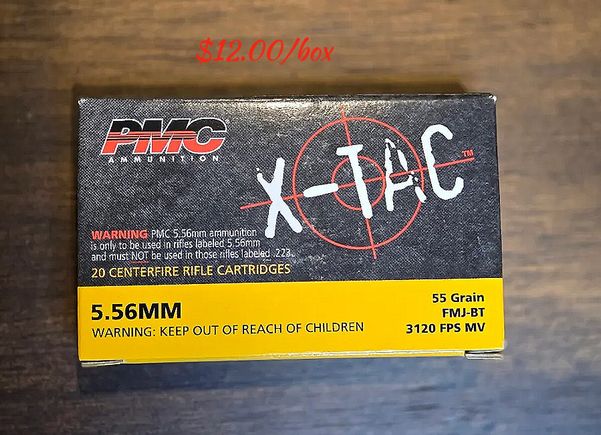 $12.00/box
PMC
AMMUNITION
X-TAC™
WARNING PMC 5.56mm ammunition
is only to be used in rifles labeled 5.56mm
and must NOT be used in those rifles labeled .223.
20 CENTERFIRE RIFLE CARTRIDGES
5.56MM
WARNING: KEEP OUT OF REACH OF CHILDREN
55 Grain
FMJ-BT
3120 FPS MV